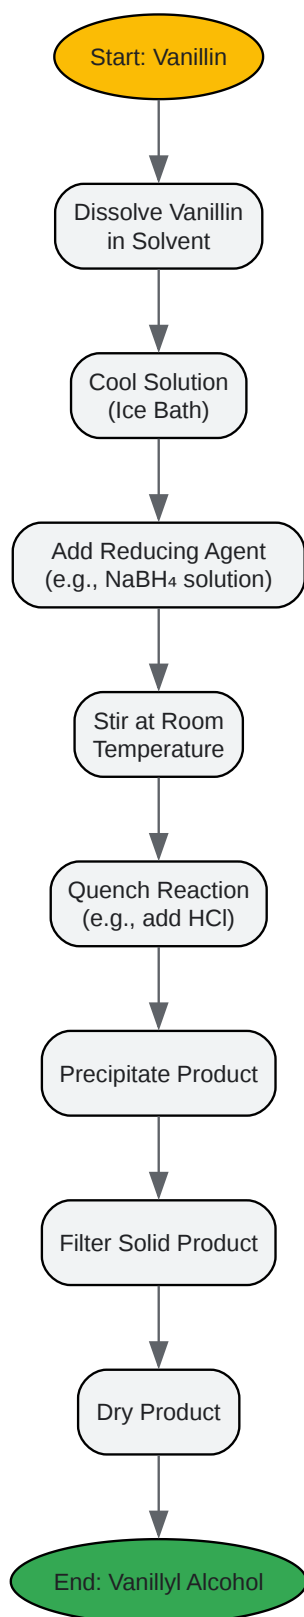 Start: Vanillin
Dissolve Vanillin
in Solvent
Cool Solution
(Ice Bath)
Add Reducing Agent
(e.g., NaBH₄ solution)
Stir at Room
Temperature
Quench Reaction
(e.g., add HCl)
Precipitate Product
Filter Solid Product
Dry Product
End: Vanillyl Alcohol